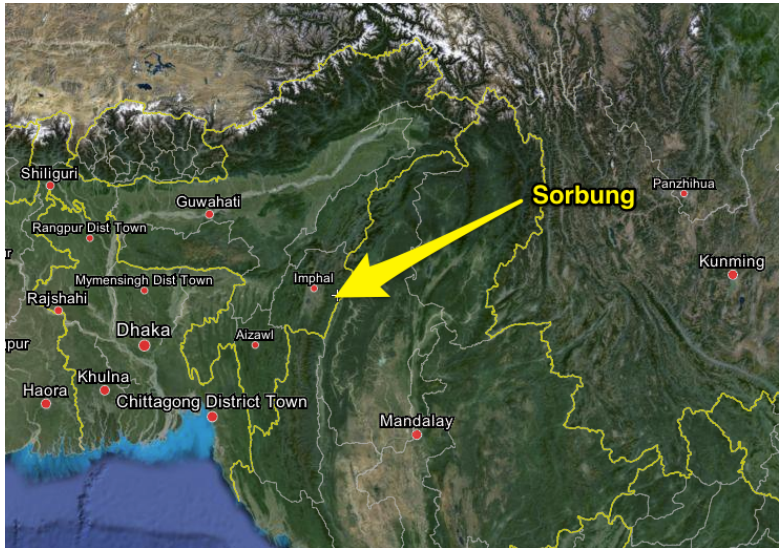 Shiliguri
Sorbung
Panzhihua
Guwahati
Rangpur Dist Town
Kunming
Mymensingh Dist Town
Imphal
Rajshahi
Dhaka
Aizawl
pur
Khulna
Haora
Chittagong District Town
Mandalay